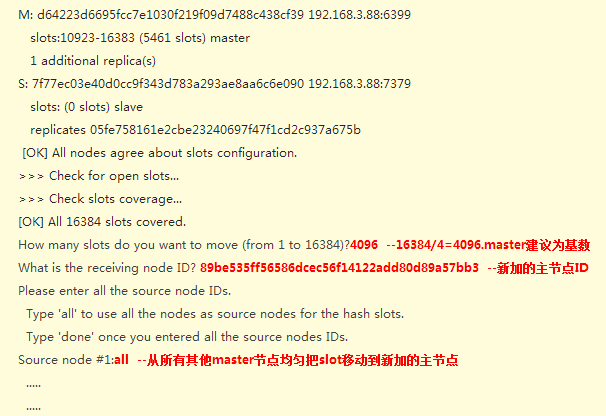 M: d64223d6695fcc7e1030f219f09d7488c438cf39 192.168.3.88:6399
slots:10923-16383 (5461 slots) master
1 additional replica(s)
S: 7f77ec03e40d0cc9f343d783a293ae8aa6c6e090 192.168.3.88:7379
slots: (0 slots) slave
replicates 05fe758161e2cbe23240697f47f1cd2c937a675b
[OK] All nodes agree about slots configuration.
>>> Check for open slots...
>>> Check slots coverage...
[OK] All 16384 slots covered.
How many slots do you want to move (from 1 to 16384)?4096 --16384/4=4096.master建议为基数
What is the receiving node ID? 89be535ff56586dcec56f14122add80d89a57bb3 --新加的主节点ID
Please enter all the source node IDs.
Type 'all' to use all the nodes as source nodes for the hash slots.
Type 'done' once you entered all the source nodes IDs.
Source node #1:all --从所有其他master节点均匀把slot移动到新加的主节点
.....
.....